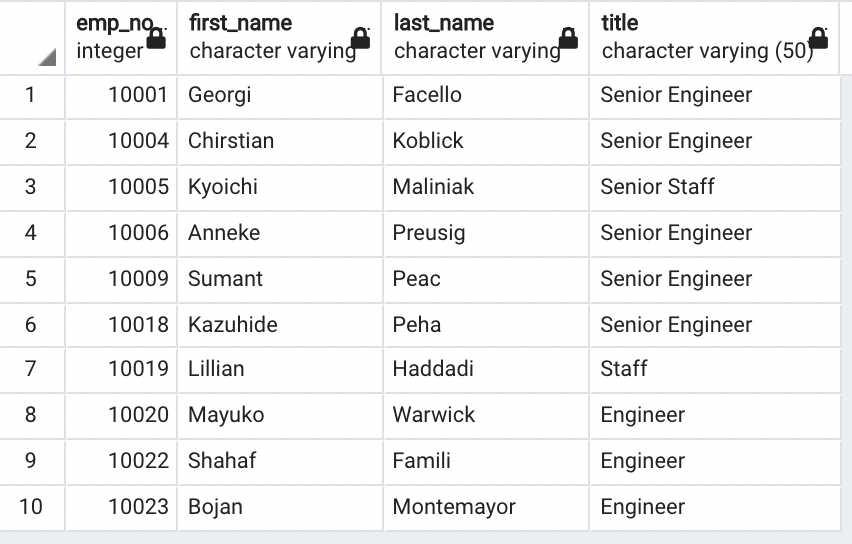 emp_no first_name last_name title
integer character varying character varying character varying (50)
1 10001 Georgi Facello Senior Engineer
2 10004 Chirstian Koblick Senior Engineer
3 10005 Kyoichi Maliniak Senior Staff
4 10006 Anneke Preusig Senior Engineer
5 10009 Sumant Peac Senior Engineer
6 10018 Kazuhide Peha Senior Engineer
7 10019 Lillian Haddadi Staff
8 10020 Mayuko Warwick Engineer
9 10022 Shahaf Famili Engineer
10 10023 Bojan Montemayor Engineer